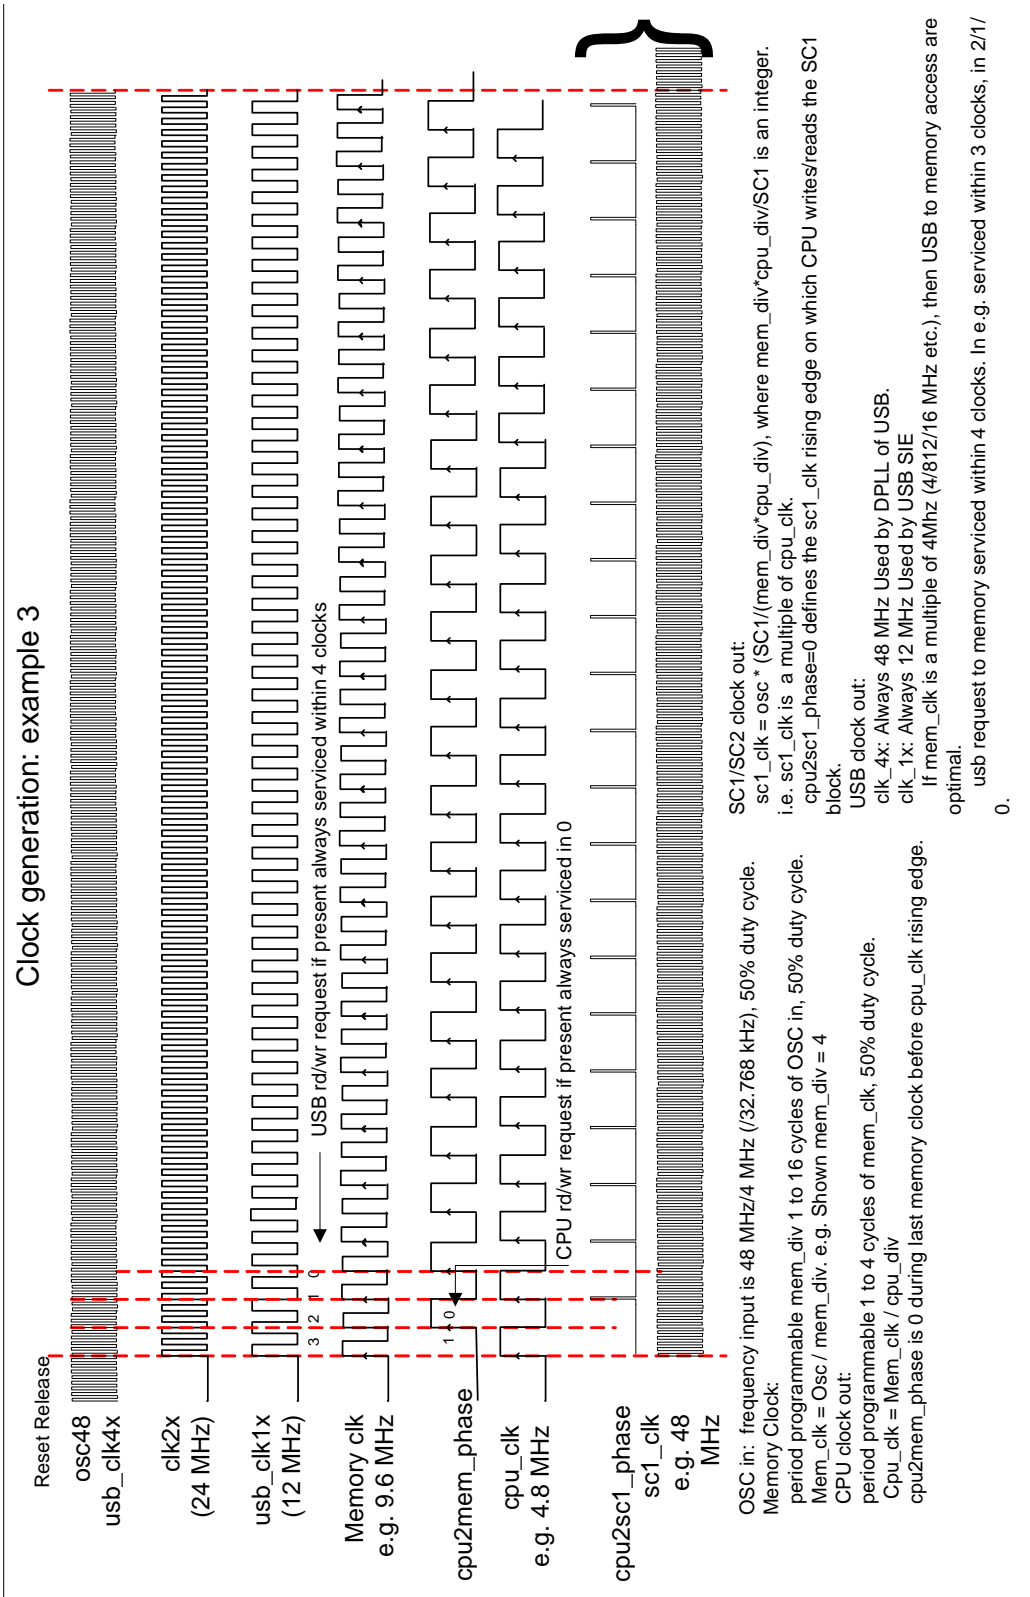 Clock generation: example 3
Reset Release
osc48
usb_clk4x
clk2x
(24 MHz)
usb_clk1x
(12 MHz)
3 2 1 0
USB rd/wr request if present always serviced within 4 clocks
Memory clk
e.g. 9.6 MHz
cpu2mem_phase
1 0
cpu_clk
e.g. 4.8 MHz
CPU rd/wr request if present always serviced in 0
cpu2sc1_phase
sc1_clk
e.g. 48
MHz
OSC in: frequency input is 48 MHz/4 MHz (/32.768 kHz), 50% duty cycle.
Memory Clock:
period programmable mem_div 1 to 16 cycles of OSC in, 50% duty cycle.
Mem_clk = Osc / mem_div. e.g. Shown mem_div = 4
CPU clock out:
period programmable 1 to 4 cycles of mem_clk, 50% duty cycle.
Cpu_clk = Mem_clk / cpu_div
cpu2mem_phase is 0 during last memory clock before cpu_clk rising edge.
SC1/SC2 clock out:
sc1_clk = osc * (SC1/(mem_div*cpu_div), where mem_div*cpu_div/SC1 is an integer.
i.e. sc1_clk is a multiple of cpu_clk.
cpu2sc1_phase=0 defines the sc1_clk rising edge on which CPU writes/reads the SC1
block.
USB clock out:
clk_4x: Always 48 MHz Used by DPLL of USB.
clk_1x: Always 12 MHz Used by USB SIE
If mem_clk is a multiple of 4Mhz (4/812/16 MHz etc.), then USB to memory access are
optimal.
usb request to memory serviced within 4 clocks. In e.g. serviced within 3 clocks, in 2/1/
0.